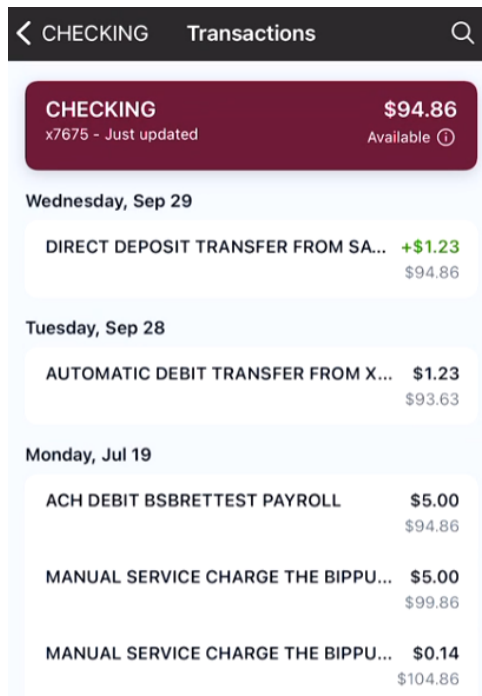 CHECKING Transactions
CHECKING $94.86
x7675 - Just updated Available
Wednesday, Sep 29
DIRECT DEPOSIT TRANSFER FROM SA... +$1.23
$94.86
Tuesday, Sep 28
AUTOMATIC DEBIT TRANSFER FROM X... $1.23
$93.63
Monday, Jul 19
ACH DEBIT BSBRETTEST PAYROLL $5.00
$94.86
MANUAL SERVICE CHARGE THE BIPPU... $5.00
$99.86
MANUAL SERVICE CHARGE THE BIPPU... $0.14
$104.86